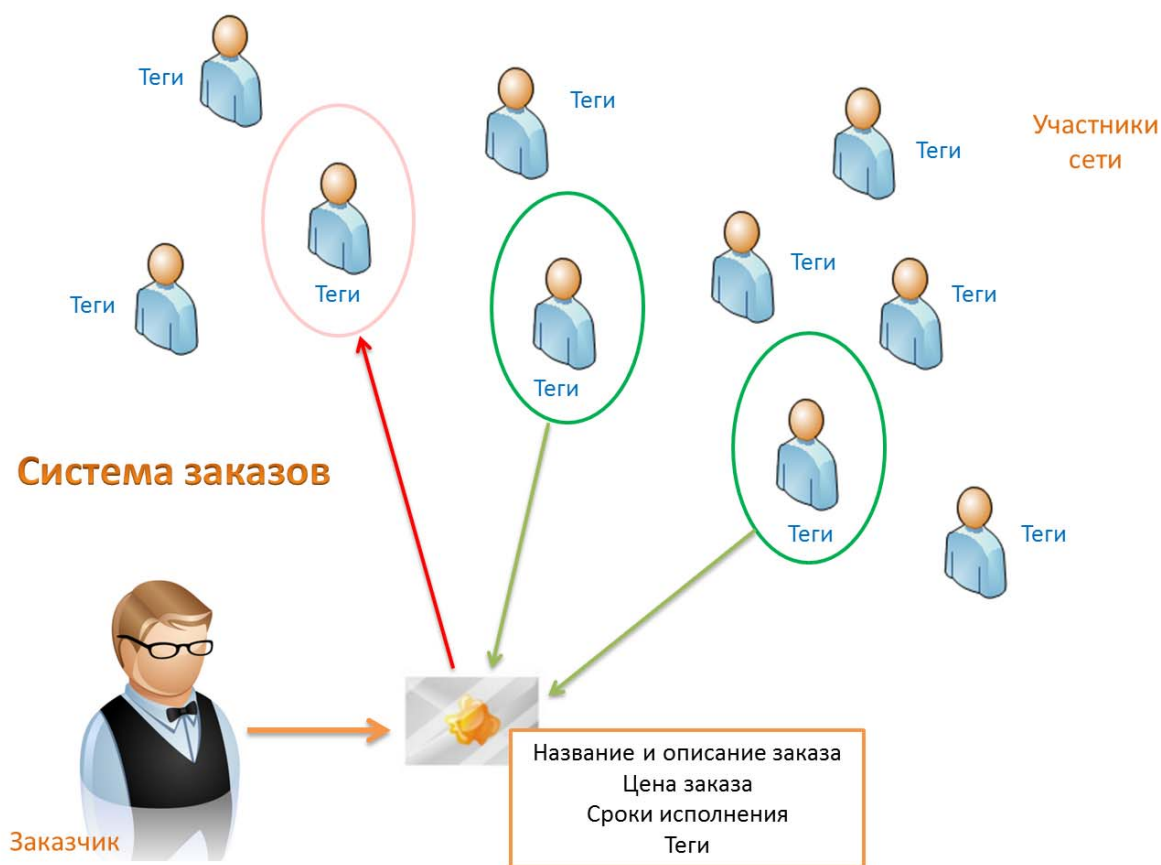 Теги
Теги
Теги
Участники
сети
Теги
Теги
Теги
Теги
Теги
Система заказов
Теги
Теги
Название и описание заказа
Цена заказа
Сроки исполнения
Теги
Заказчик